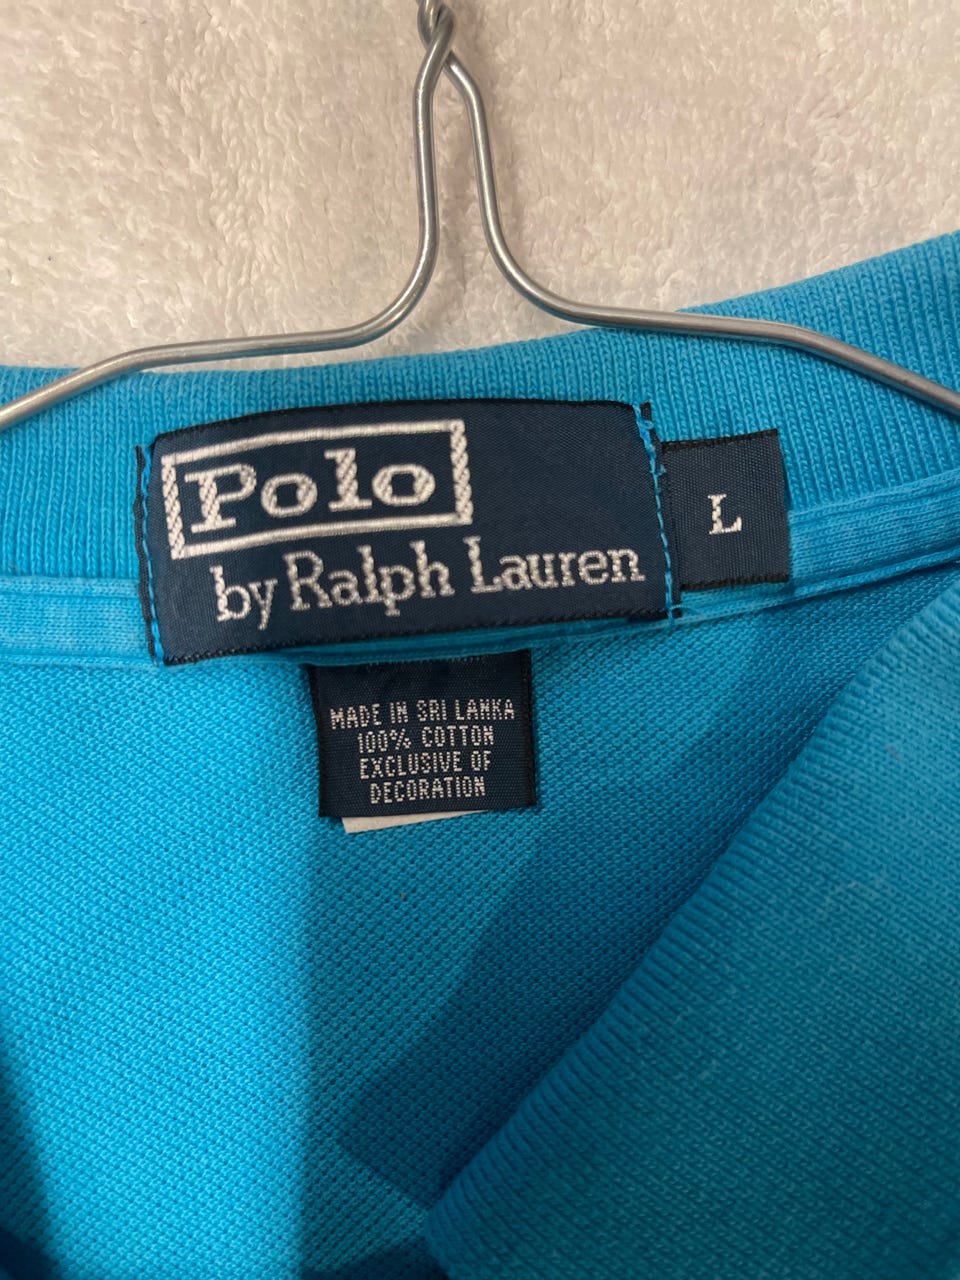 Polo
by Ralph Lauren
L
MADE IN SRI LANKA
100% COTTON
EXCLUSIVE OF
DECORATION